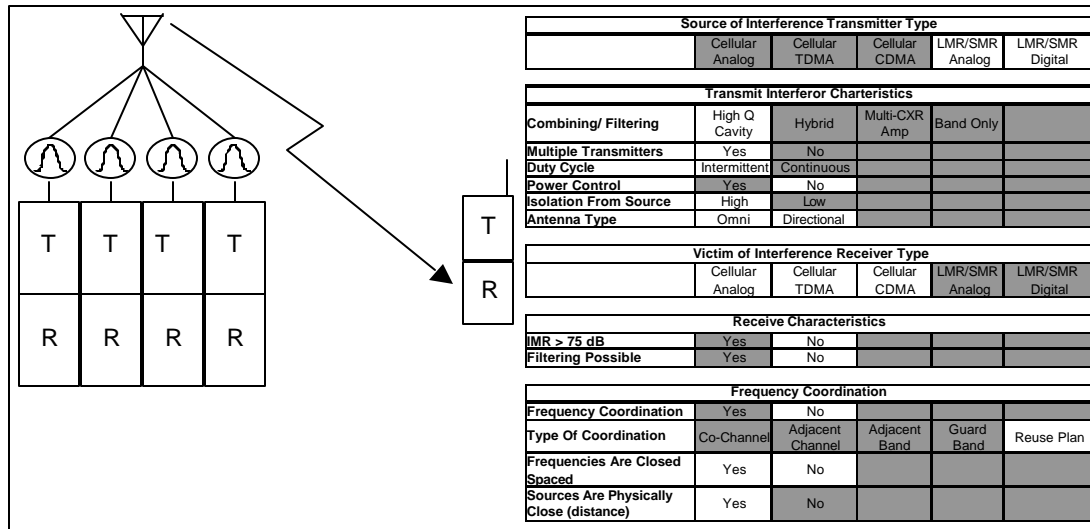 T T T T
R R R R
T
R
Source of Interference Transmitter Type
Cellular Analog Cellular TDMA Cellular CDMA LMR/SMR Analog LMR/SMR Digital
Transmit Interferor Charteristics
Combining/ Filtering High Q Cavity Hybrid Multi-CXR Amp Band Only
Multiple Transmitters Yes No
Duty Cycle Intermittent Continuous
Power Control Yes No
Isolation From Source High Low
Antenna Type Omni Directional
Victim of Interference Receiver Type
Cellular Analog Cellular TDMA Cellular CDMA LMR/SMR Analog LMR/SMR Digital
Receive Characteristics
IMR > 75 dB Yes No
Filtering Possible Yes No
Frequency Coordination
Frequency Coordination Yes No
Type Of Coordination Co-Channel Adjacent Channel Adjacent Band Guard Band Reuse Plan
Frequencies Are Closed Spaced Yes No
Sources Are Physically Close (distance) Yes No